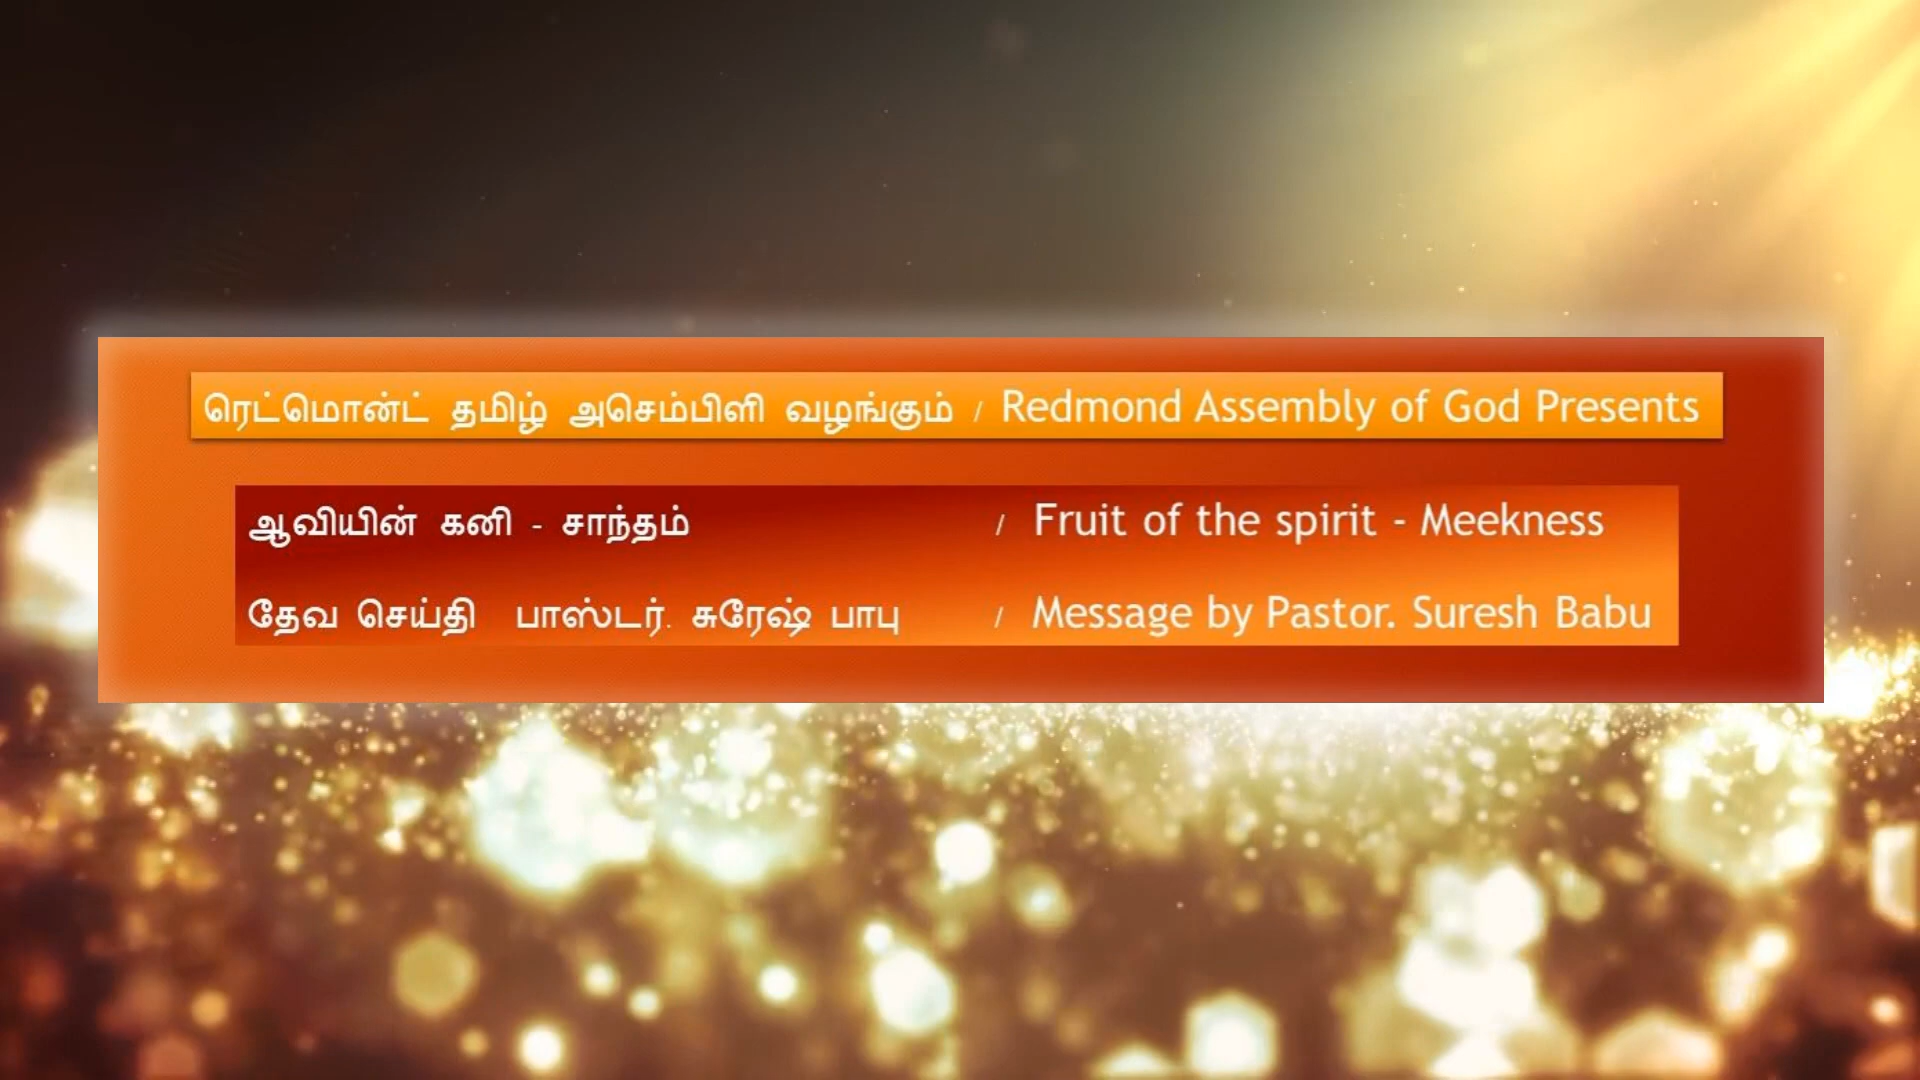 ரெட்மொன்ட் தமிழ் அசெம்பிளி வழங்கும் / Redmond Assembly of God Presents
ஆவியின் கனி - சாந்தம் / Fruit of the spirit - Meekness
தேவ செய்தி பாஸ்டர். சுரேஷ் பாபு / Message by Pastor. Suresh Babu